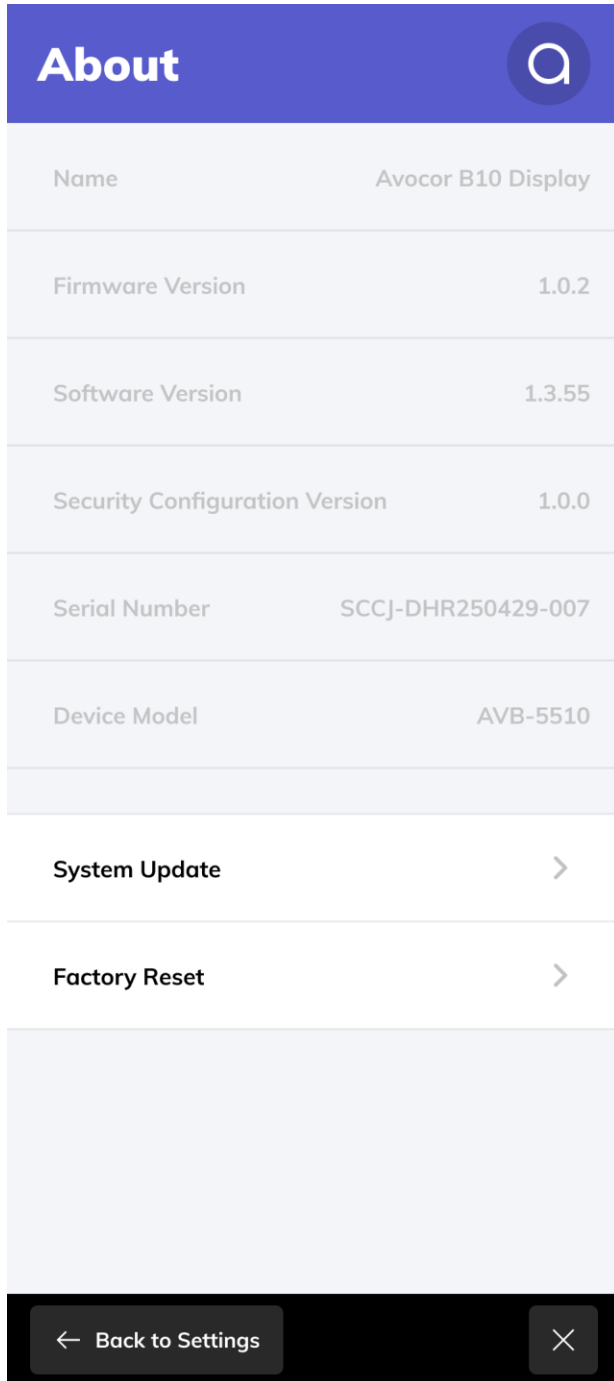 About
Name Avocor B10 Display
Firmware Version 1.0.2
Software Version 1.3.55
Security Configuration Version 1.0.0
Serial Number SCCJ-DHR250429-007
Device Model AVB-5510
System Update
Factory Reset
Back to Settings